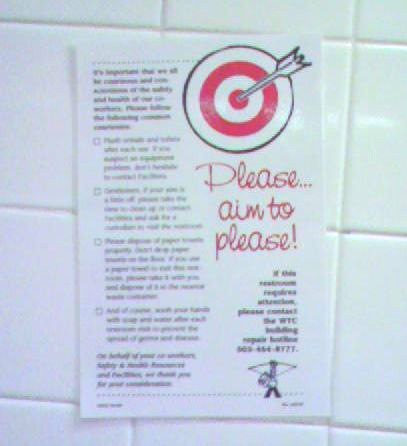 It's important that we all
be courteous and con-
scientious of the safety
and health of our co-
workers. Please follow
the following common
courtesies:
Flush urinals and toilets
after each use. If you
suspect an equipment
problem, don't hesitate
to contact Facilities.
Gentlemen, if your aim is
a little off, please take the
time to clean up or contact
Facilities and ask for a
custodian to visit the restroom.
Please dispose of paper towels
properly. Don't drop paper
towels on the floor. If you use
a paper towel to exit this rest-
room, please take it with you
and dispose of it in the nearest
waste container.
And of course, wash your hands
with soap and water after each
restroom visit to prevent the
spread of germs and disease.
On behalf of your co-workers,
Safety & Health Resources
and Facilities, we thank you
for your consideration.
Please...
aim to
please!
If this
restroom
requires
attention,
please contact
the WTC
building
repair hotline
503-464-8777.